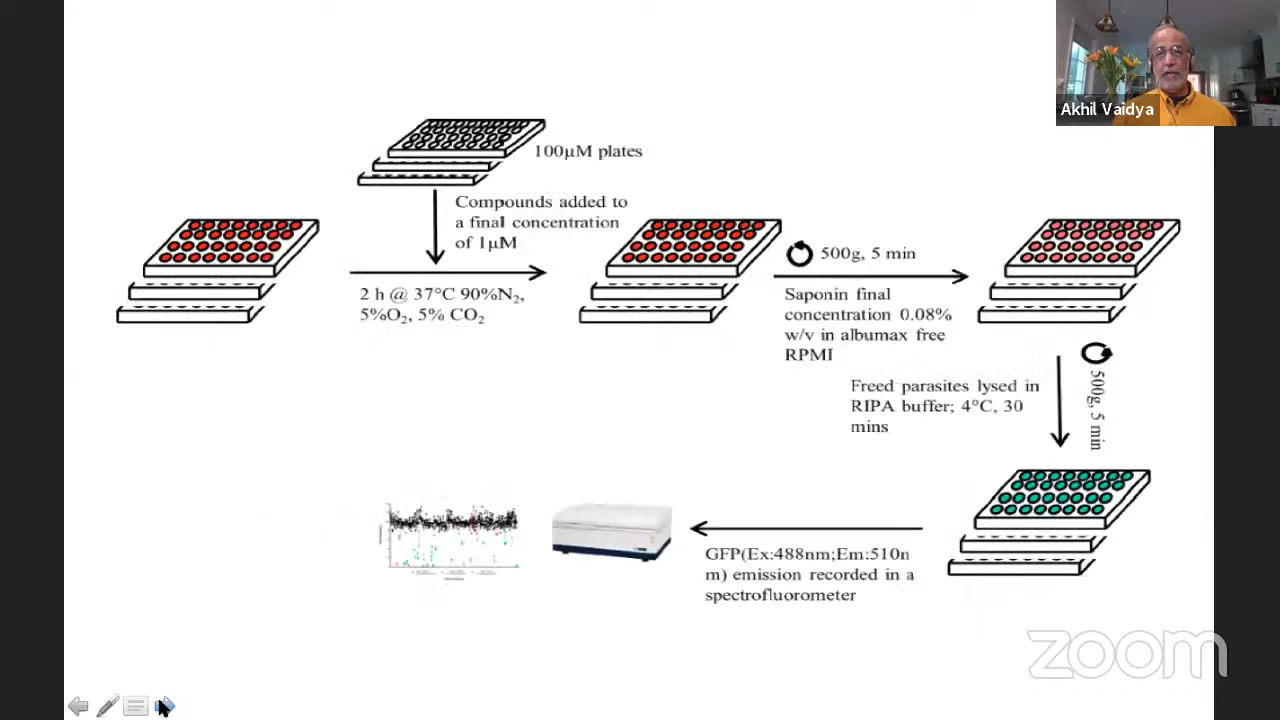 Akhil Vaidya
100µM plates
Compounds added to
a final concentration
of 1µM
2 h @ 37°C 90%N₂,
5%O₂, 5% CO₂
500g, 5 min
Saponin final
concentration 0.08%
w/v in albumax free
RPMI
500g, 5 min
Freed parasites lysed in
RIPA buffer; 4°C, 30
mins
GFP(Ex:488nm;Em:510n
m) emission recorded in a
spectrofluorometer
zoom